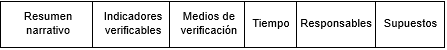 Resumen narrativo
Indicadores verificables
Medios de verificación
Tiempo
Responsables
Supuestos